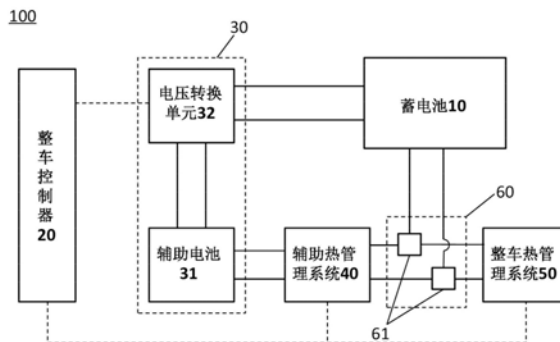 100
30
电压转换
单元32
蓄电池10
整车控制器
20
60
辅助电池
31
辅助热管
理系统40
整车热管
理系统50
61